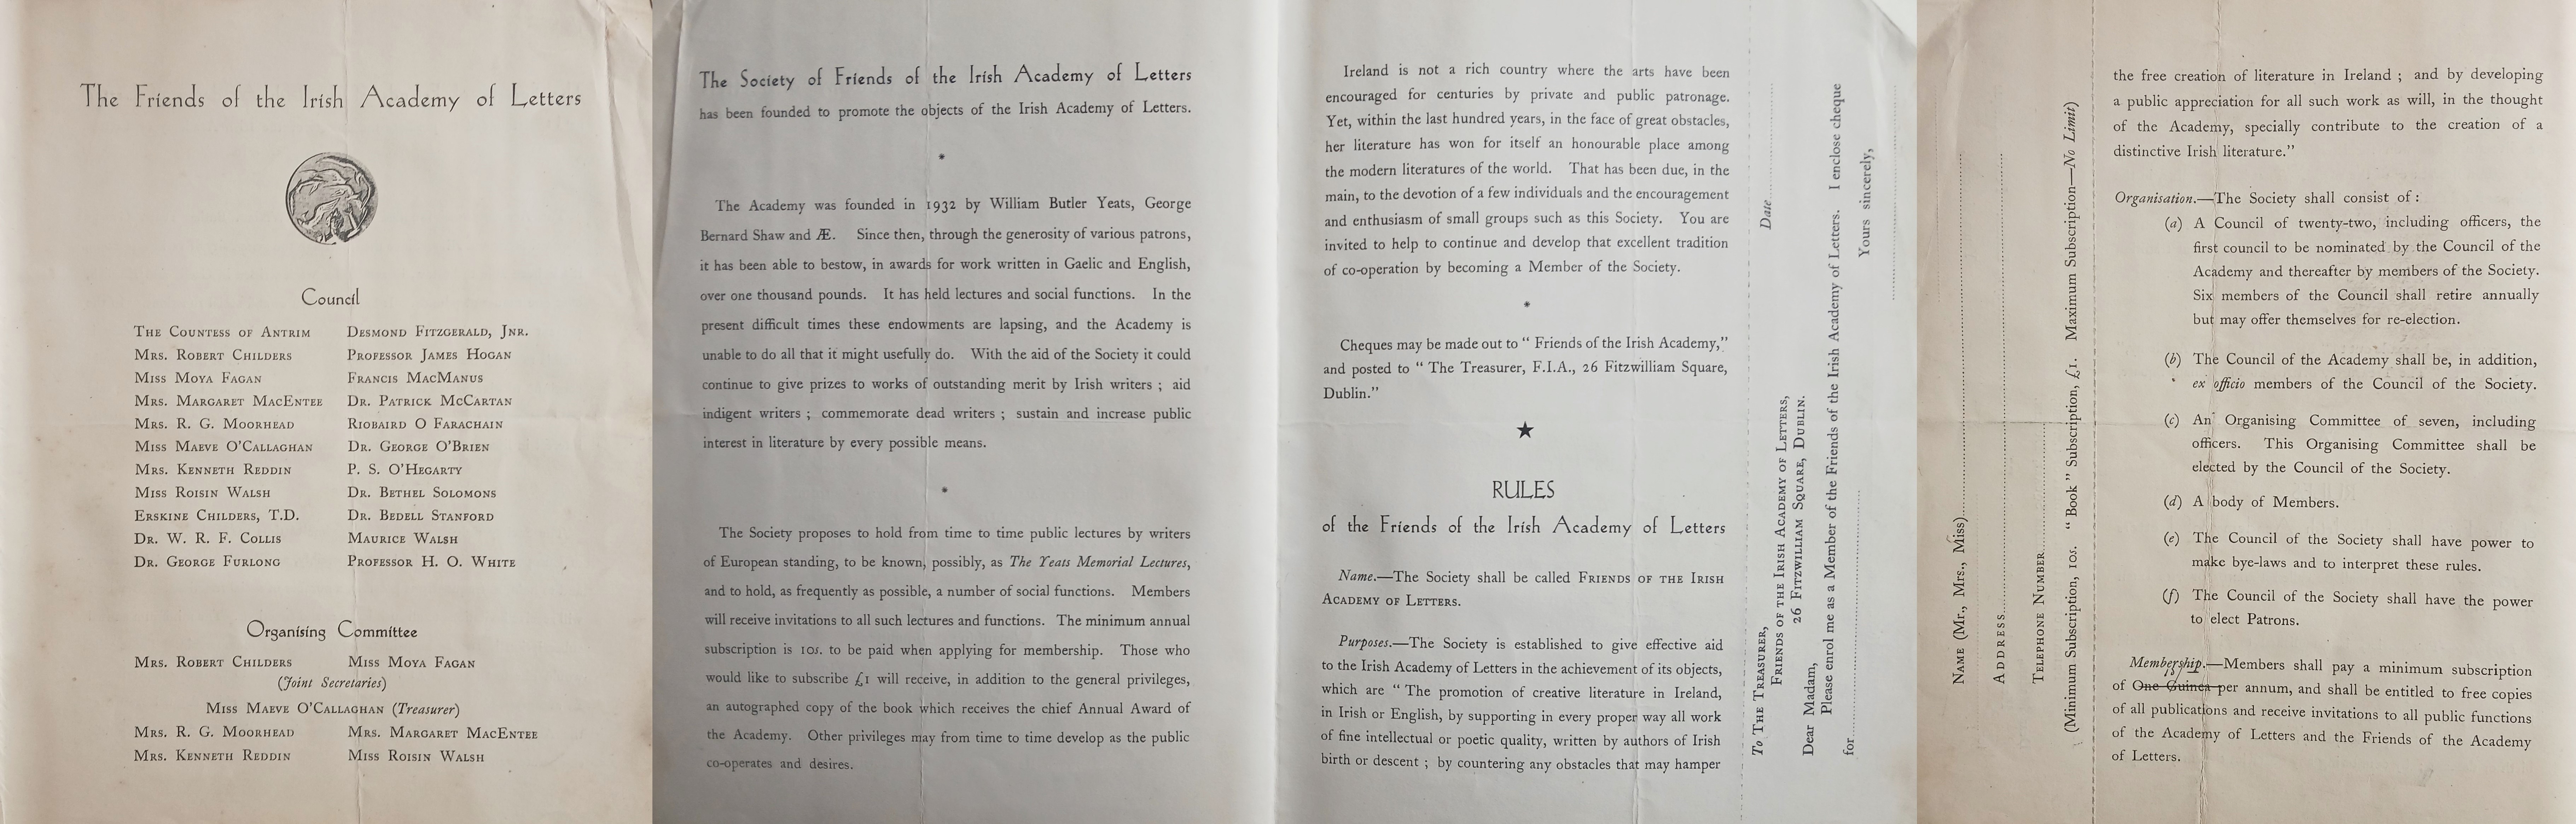 The Friends of the Irish Academy of Letters
Council
The Countess of Antrim
Mrs. Robert Childers
Miss Moya Fagan
Mrs. Margaret MacEntee
Mrs. R. G. Moorhead
Miss Maeve O'Callaghan
Mrs. Kenneth Reddin
Miss Roisin Walsh
Erskine Childers, T.D.
Dr. W. R. F. Collis
Dr. George Furlong
Desmond Fitzgerald, Jnr.
Professor James Hogan
Francis MacManus
Dr. Patrick McCartan
Riobaird O Farachain
Dr. George O'Brien
P. S. O'Hegarty
Dr. Bethel Solomons
Dr. Bedell Stanford
Maurice Walsh
Professor H. O. White
Organising Committee
Mrs. Robert Childers Miss Moya Fagan
(Joint Secretaries)
Miss Maeve O'Callaghan (Treasurer)
Mrs. R. G. Moorhead Mrs. Margaret MacEntee
Mrs. Kenneth Reddin Miss Roisin Walsh
The Society of Friends of the Irish Academy of Letters
has been founded to promote the objects of the Irish Academy of Letters.
*
The Academy was founded in 1932 by William Butler Yeats, George
Bernard Shaw and Æ. Since then, through the generosity of various patrons,
it has been able to bestow, in awards for work written in Gaelic and English,
over one thousand pounds. It has held lectures and social functions. In the
present difficult times these endowments are lapsing, and the Academy is
unable to do all that it might usefully do. With the aid of the Society it could
continue to give prizes to works of outstanding merit by Irish writers ; aid
indigent writers ; commemorate dead writers ; sustain and increase public
interest in literature by every possible means.
*
The Society proposes to hold from time to time public lectures by writers
of European standing, to be known, possibly, as The Yeats Memorial Lectures,
and to hold, as frequently as possible, a number of social functions. Members
will receive invitations to all such lectures and functions. The minimum annual
subscription is 10s. to be paid when applying for membership. Those who
would like to subscribe £1 will receive, in addition to the general privileges,
an autographed copy of the book which receives the chief Annual Award of
the Academy. Other privileges may from time to time develop as the public
co-operates and desires.
Ireland is not a rich country where the arts have been
encouraged for centuries by private and public patronage.
Yet, within the last hundred years, in the face of great obstacles,
her literature has won for itself an honourable place among
the modern literatures of the world. That has been due, in the
main, to the devotion of a few individuals and the encouragement
and enthusiasm of small groups such as this Society. You are
invited to help to continue and develop that excellent tradition
of co-operation by becoming a Member of the Society.
*
Cheques may be made out to “ Friends of the Irish Academy,”
and posted to “ The Treasurer, F.I.A., 26 Fitzwilliam Square,
Dublin.”
★
RULES
of the Friends of the Irish Academy of Letters
Name.—The Society shall be called Friends of the Irish
Academy of Letters.
Purposes.—The Society is established to give effective aid
to the Irish Academy of Letters in the achievement of its objects,
which are “ The promotion of creative literature in Ireland,
in Irish or English, by supporting in every proper way all work
of fine intellectual or poetic quality, written by authors of Irish
birth or descent ; by countering any obstacles that may hamper
Date
To The Treasurer,
Friends of the Irish Academy of Letters,
26 Fitzwilliam Square, Dublin.
Dear Madam,
Please enrol me as a Member of the Friends of the Irish Academy of Letters. I enclose cheque
for
Yours sincerely,
Name (Mr., Mrs., Miss)
Address
Telephone Number
(Minimum Subscription, 10s. “ Book ” Subscription, £1. Maximum Subscription—No Limit)
the free creation of literature in Ireland ; and by developing
a public appreciation for all such work as will, in the thought
of the Academy, specially contribute to the creation of a
distinctive Irish literature.”
Organisation.—The Society shall consist of :
(a) A Council of twenty-two, including officers, the
first council to be nominated by the Council of the
Academy and thereafter by members of the Society.
Six members of the Council shall retire annually
but may offer themselves for re-election.
(b) The Council of the Academy shall be, in addition,
ex officio members of the Council of the Society.
(c) An Organising Committee of seven, including
officers. This Organising Committee shall be
elected by the Council of the Society.
(d) A body of Members.
(e) The Council of the Society shall have power to
make bye-laws and to interpret these rules.
(f) The Council of the Society shall have the power
to elect Patrons.
Membership.—Members shall pay a minimum subscription
of One Guinea per annum, and shall be entitled to free copies
of all publications and receive invitations to all public functions
of the Academy of Letters and the Friends of the Academy
of Letters.